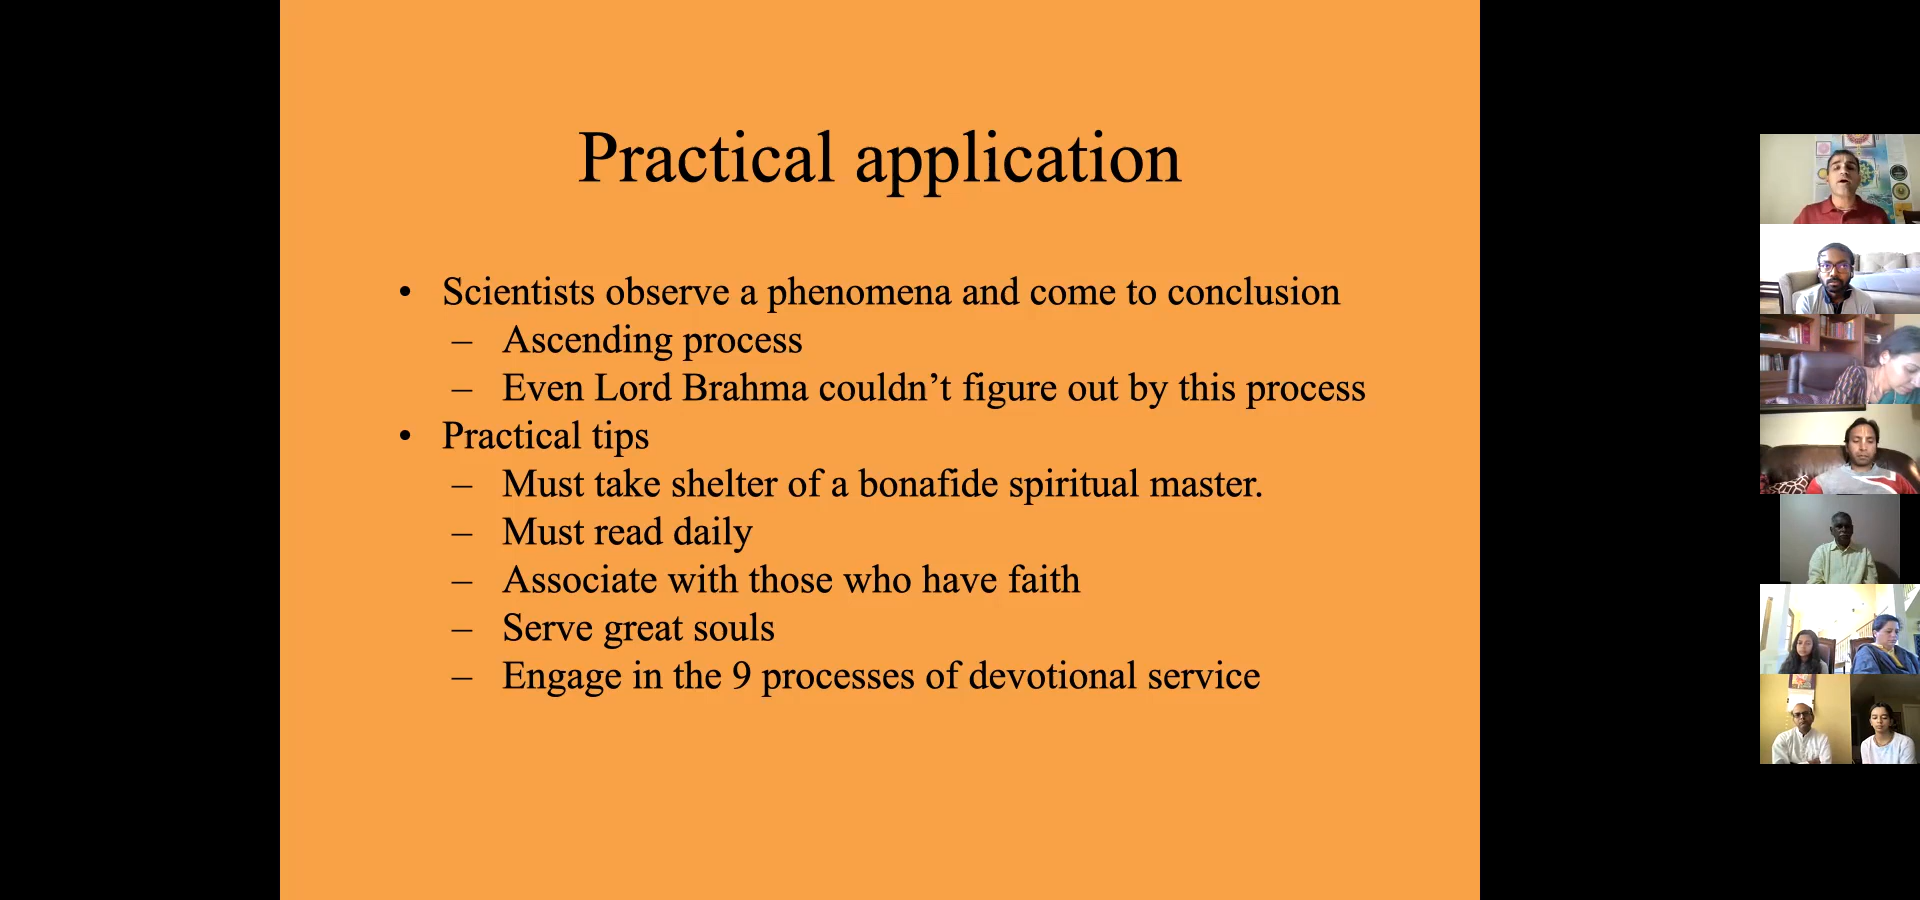 Practical application
• Scientists observe a phenomena and come to conclusion
– Ascending process
– Even Lord Brahma couldn’t figure out by this process
• Practical tips
– Must take shelter of a bonafide spiritual master.
– Must read daily
– Associate with those who have faith
– Serve great souls
– Engage in the 9 processes of devotional service